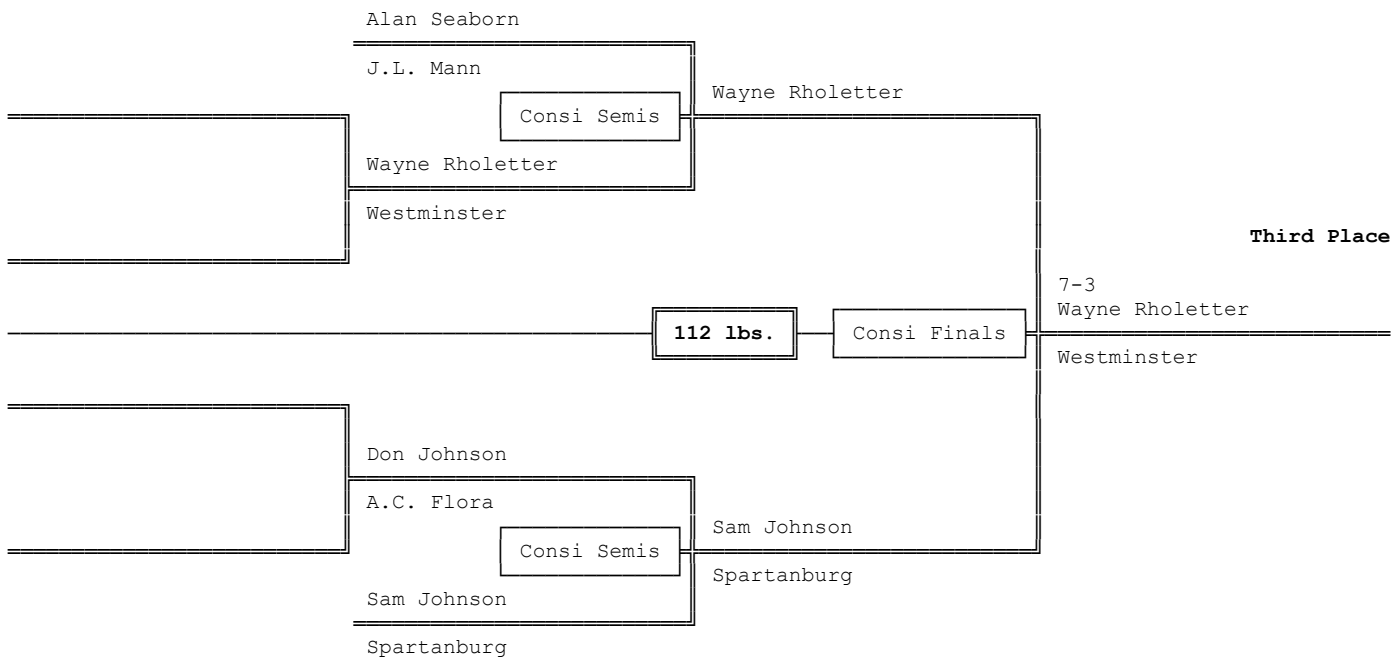 Alan Seaborn
J.L. Mann
Consi Semis
Wayne Rholetter
Wayne Rholetter
Westminster
Third Place
7-3
Wayne Rholetter
112 lbs.
Consi Finals
Westminster
Don Johnson
A.C. Flora
Consi Semis
Sam Johnson
Spartanburg
Sam Johnson
Spartanburg